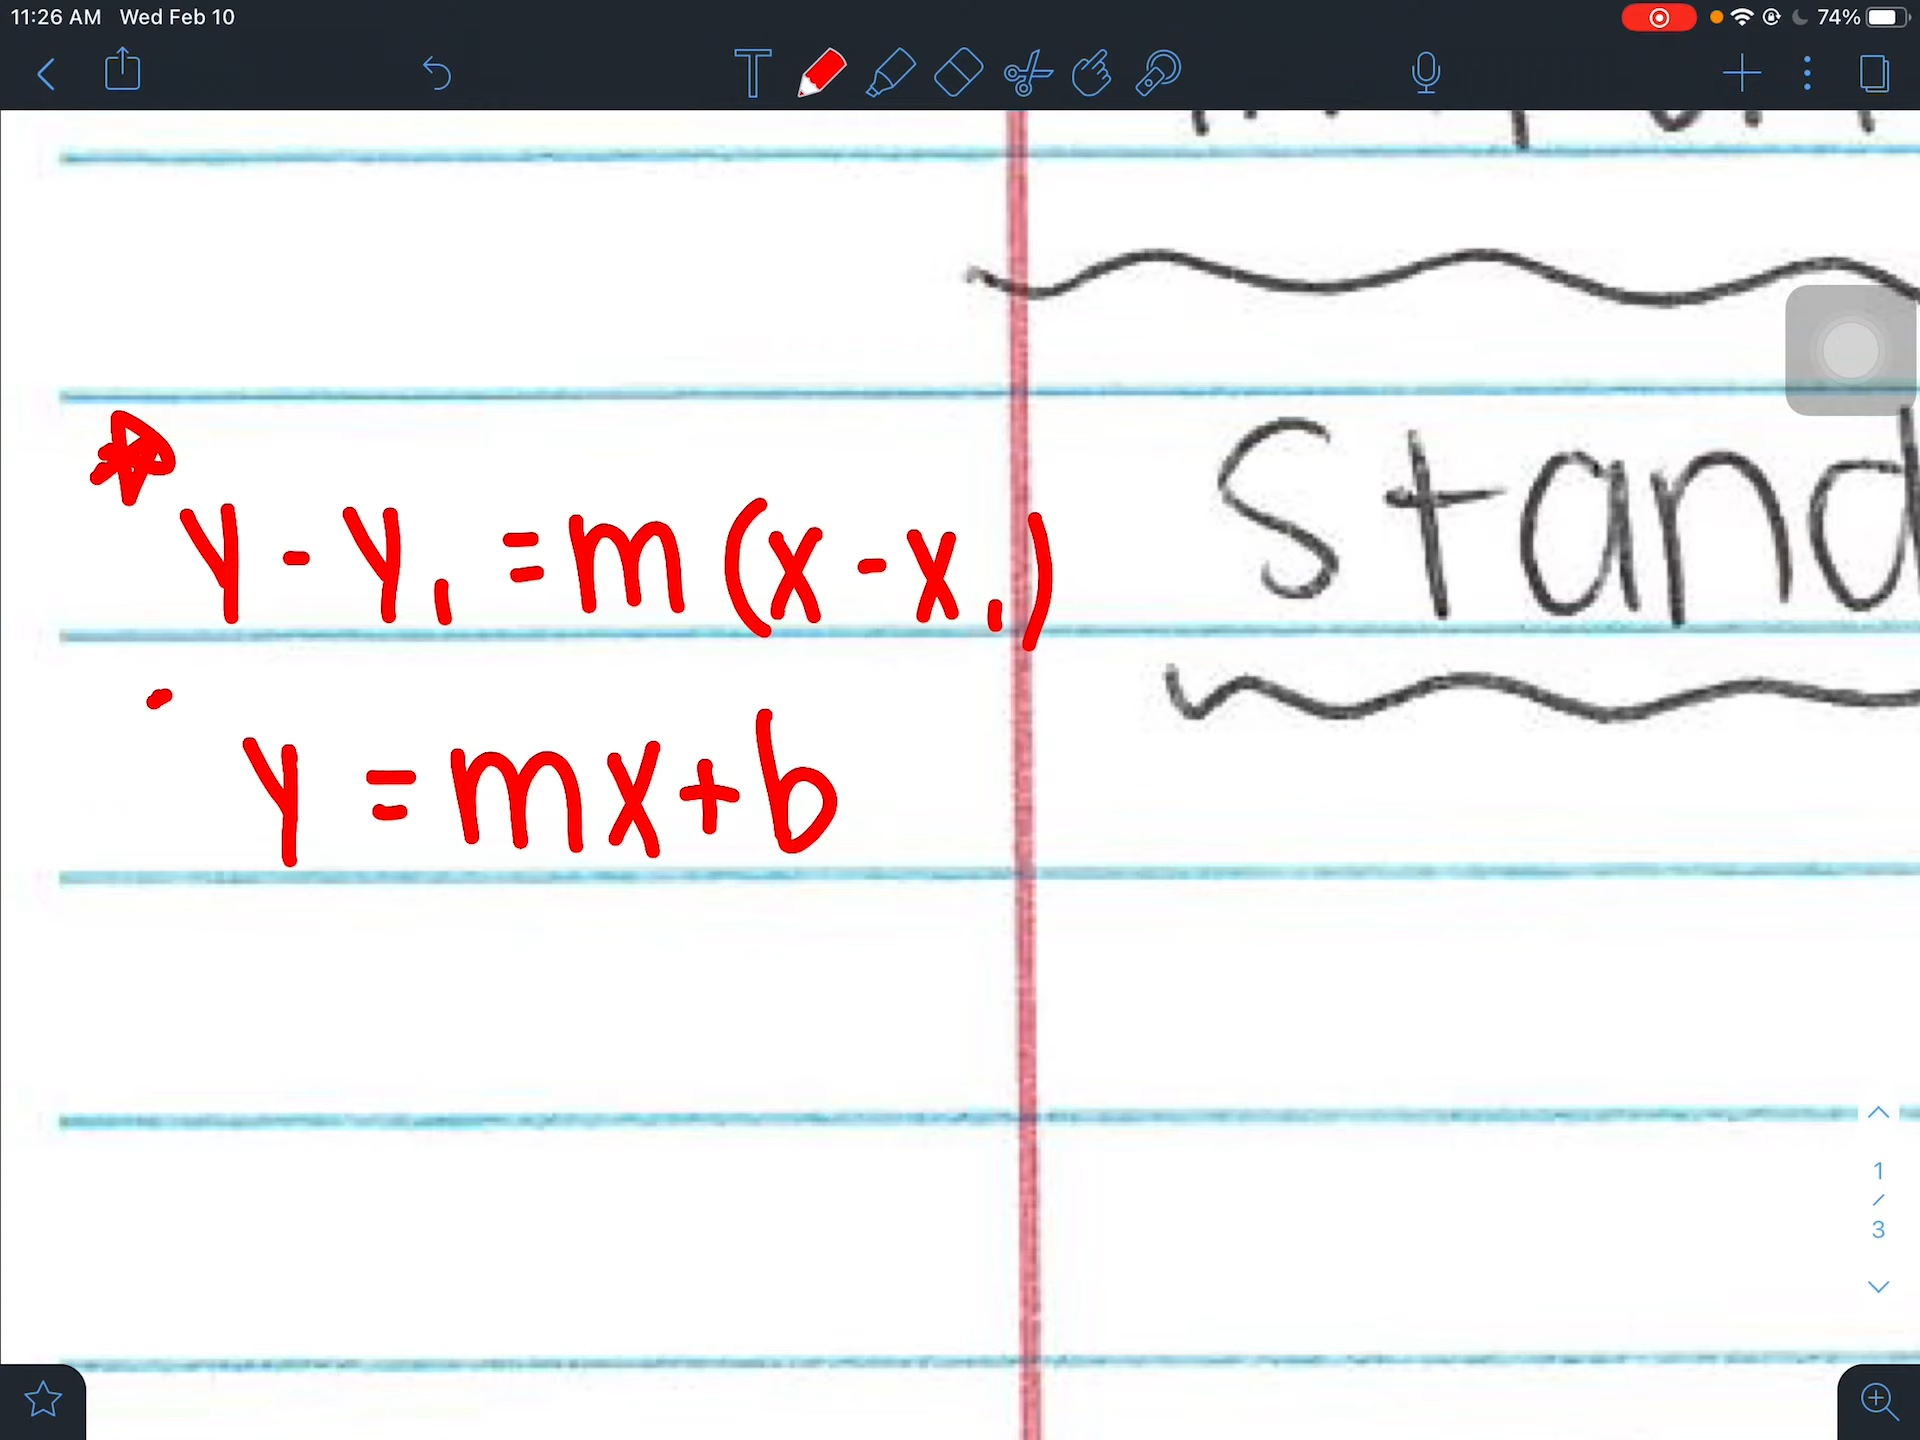 11:26 AM Wed Feb 10
74%
y - y₁ = m (x - x₁)
Stand
y = mx + b
1
/
3